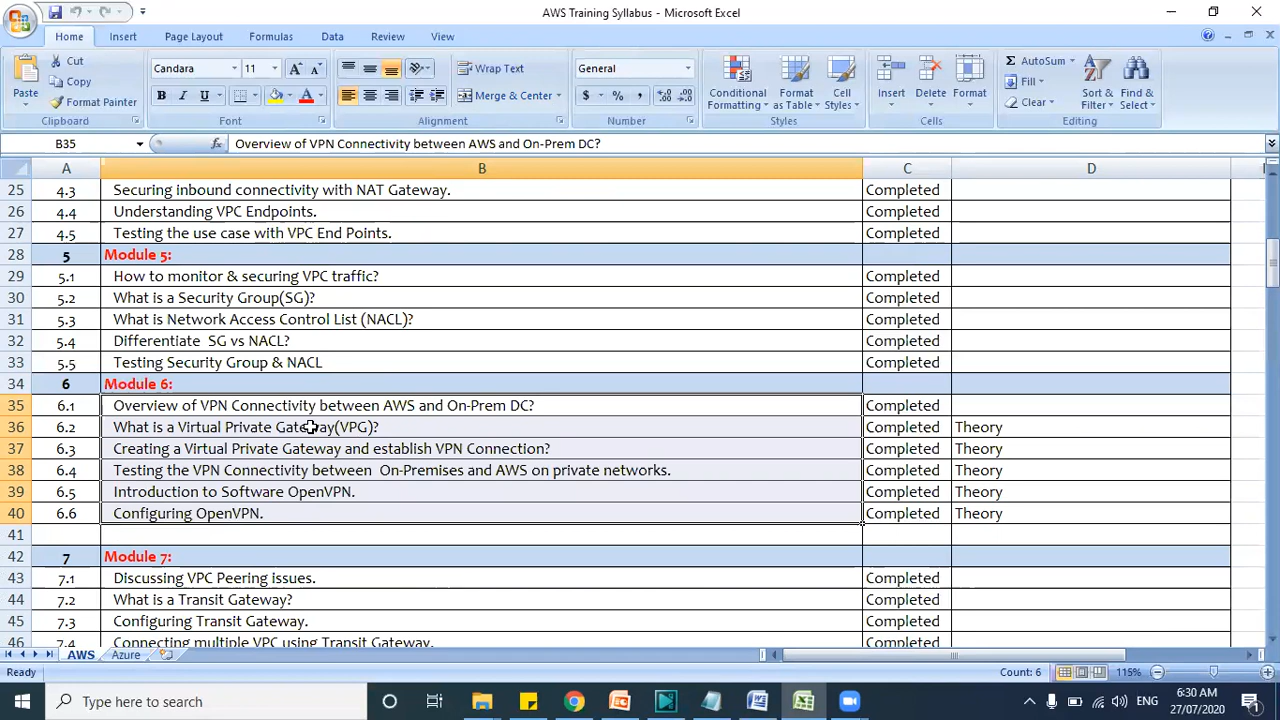 AWS Training Syllabus - Microsoft Excel
Home Insert Page Layout Formulas Data Review View
Paste Cut Copy Format Painter Clipboard
Candara 11 A A B I U A Font
Wrap Text Merge & Center Alignment
General $ % , Number
Conditional Formatting Format as Table Cell Styles Styles
Insert Delete Format Cells
Σ AutoSum Fill Clear Sort & Filter Find & Select Editing
B35 fx Overview of VPN Connectivity between AWS and On-Prem DC?
A B C D
25 4.3 Securing inbound connectivity with NAT Gateway. Completed
26 4.4 Understanding VPC Endpoints. Completed
27 4.5 Testing the use case with VPC End Points. Completed
28 5 Module 5:
29 5.1 How to monitor & securing VPC traffic? Completed
30 5.2 What is a Security Group(SG)? Completed
31 5.3 What is Network Access Control List (NACL)? Completed
32 5.4 Differentiate SG vs NACL? Completed
33 5.5 Testing Security Group & NACL Completed
34 6 Module 6:
35 6.1 Overview of VPN Connectivity between AWS and On-Prem DC? Completed
36 6.2 What is a Virtual Private Gateway(VPG)? Completed Theory
37 6.3 Creating a Virtual Private Gateway and establish VPN Connection? Completed Theory
38 6.4 Testing the VPN Connectivity between On-Premises and AWS on private networks. Completed Theory
39 6.5 Introduction to Software OpenVPN. Completed Theory
40 6.6 Configuring OpenVPN. Completed Theory
41
42 7 Module 7:
43 7.1 Discussing VPC Peering issues. Completed
44 7.2 What is a Transit Gateway? Completed
45 7.3 Configuring Transit Gateway. Completed
46 7.4 Connecting multiple VPC using Transit Gateway. Completed
AWS Azure
Ready Count: 6 115%
Type here to search ENG 6:30 AM
27/07/2020